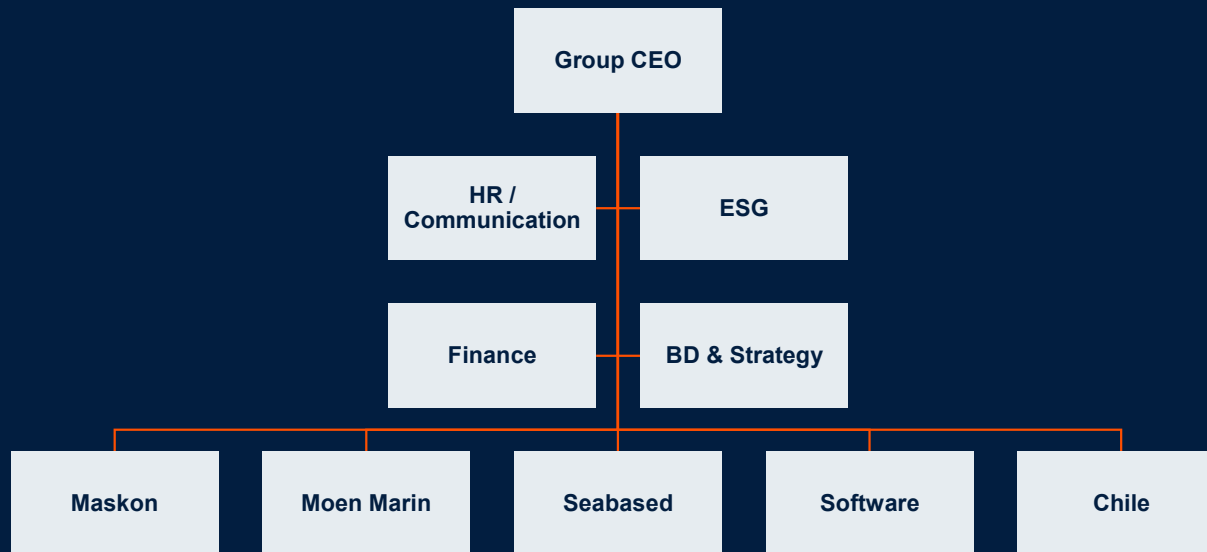 Group CEO
HR /
Communication
ESG
Finance
BD & Strategy
Maskon
Moen Marin
Seabased
Software
Chile